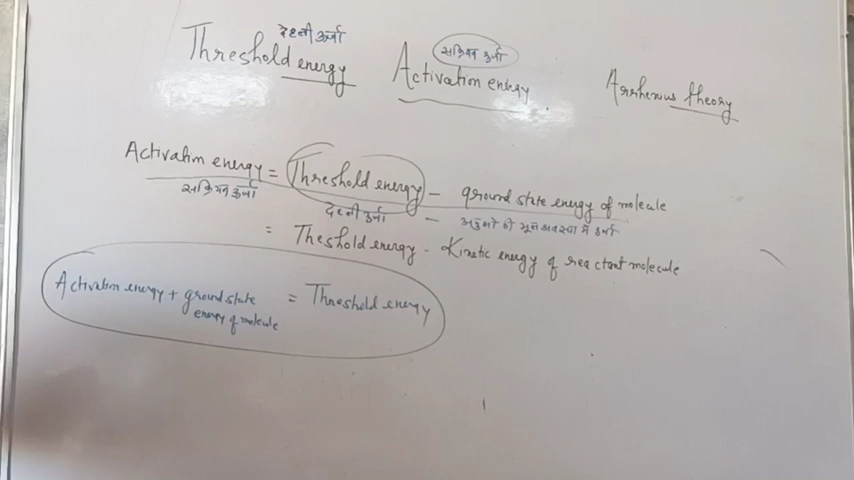 देहली ऊर्जा सक्रियण ऊर्जा
Threshold energy Activation energy Arrhenius theory
Activation energy = Threshold energy - ground state energy of molecule
सक्रियण ऊर्जा देहली ऊर्जा - अणुओं की मूल अवस्था में ऊर्जा
= Theshold energy - Kinetic energy of reactant molecule
Activation energy + ground state = Threshold energy
energy of molecule